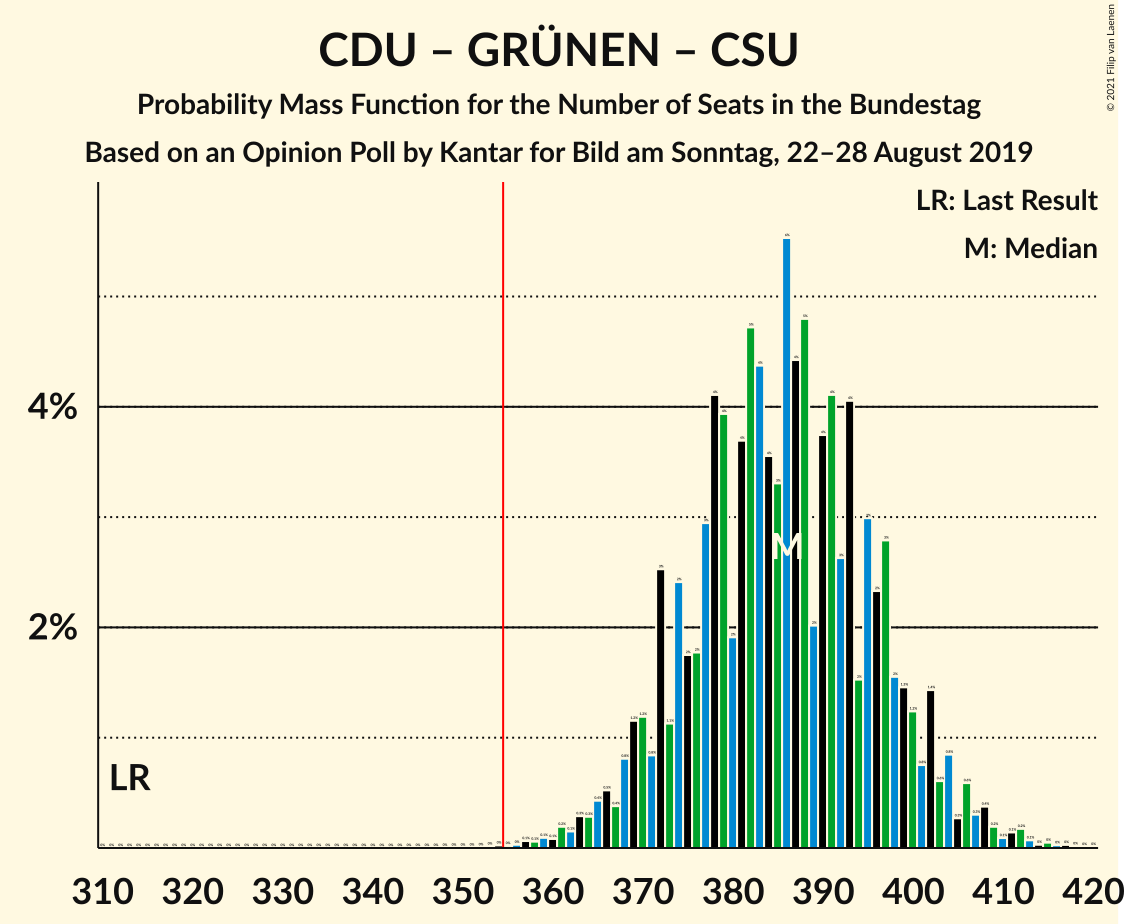 CDU – GRÜNEN – CSU
Probability Mass Function for the Number of Seats in the Bundestag
Based on an Opinion Poll by Kantar for Bild am Sonntag, 22–28 August 2019
© 2021 Filip van Laenen
LR: Last Result
M: Median
4%
2%
M
LR
310 320 330 340 350 360 370 380 390 400 410 420